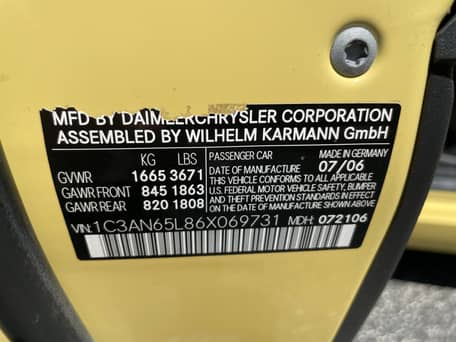 MFD BY DAIMLERCHRYSLER CORPORATION
ASSEMBLED BY WILHELM KARMANN GmbH
KG LBS
GVWR 1665 3671
GAWR FRONT 845 1863
GAWR REAR 820 1808
PASSENGER CAR MADE IN GERMANY
DATE OF MANUFACTURE 07/06
THIS VEHICLE CONFORMS TO ALL APPLICABLE
U.S. FEDERAL MOTOR VEHICLE SAFETY, BUMPER
AND THEFT PREVENTION STANDARDS IN EFFECT
ON THE DATE OF MANUFACTURE SHOWN ABOVE.
VIN: 1C3AN65L86X069731 MDH: 072106